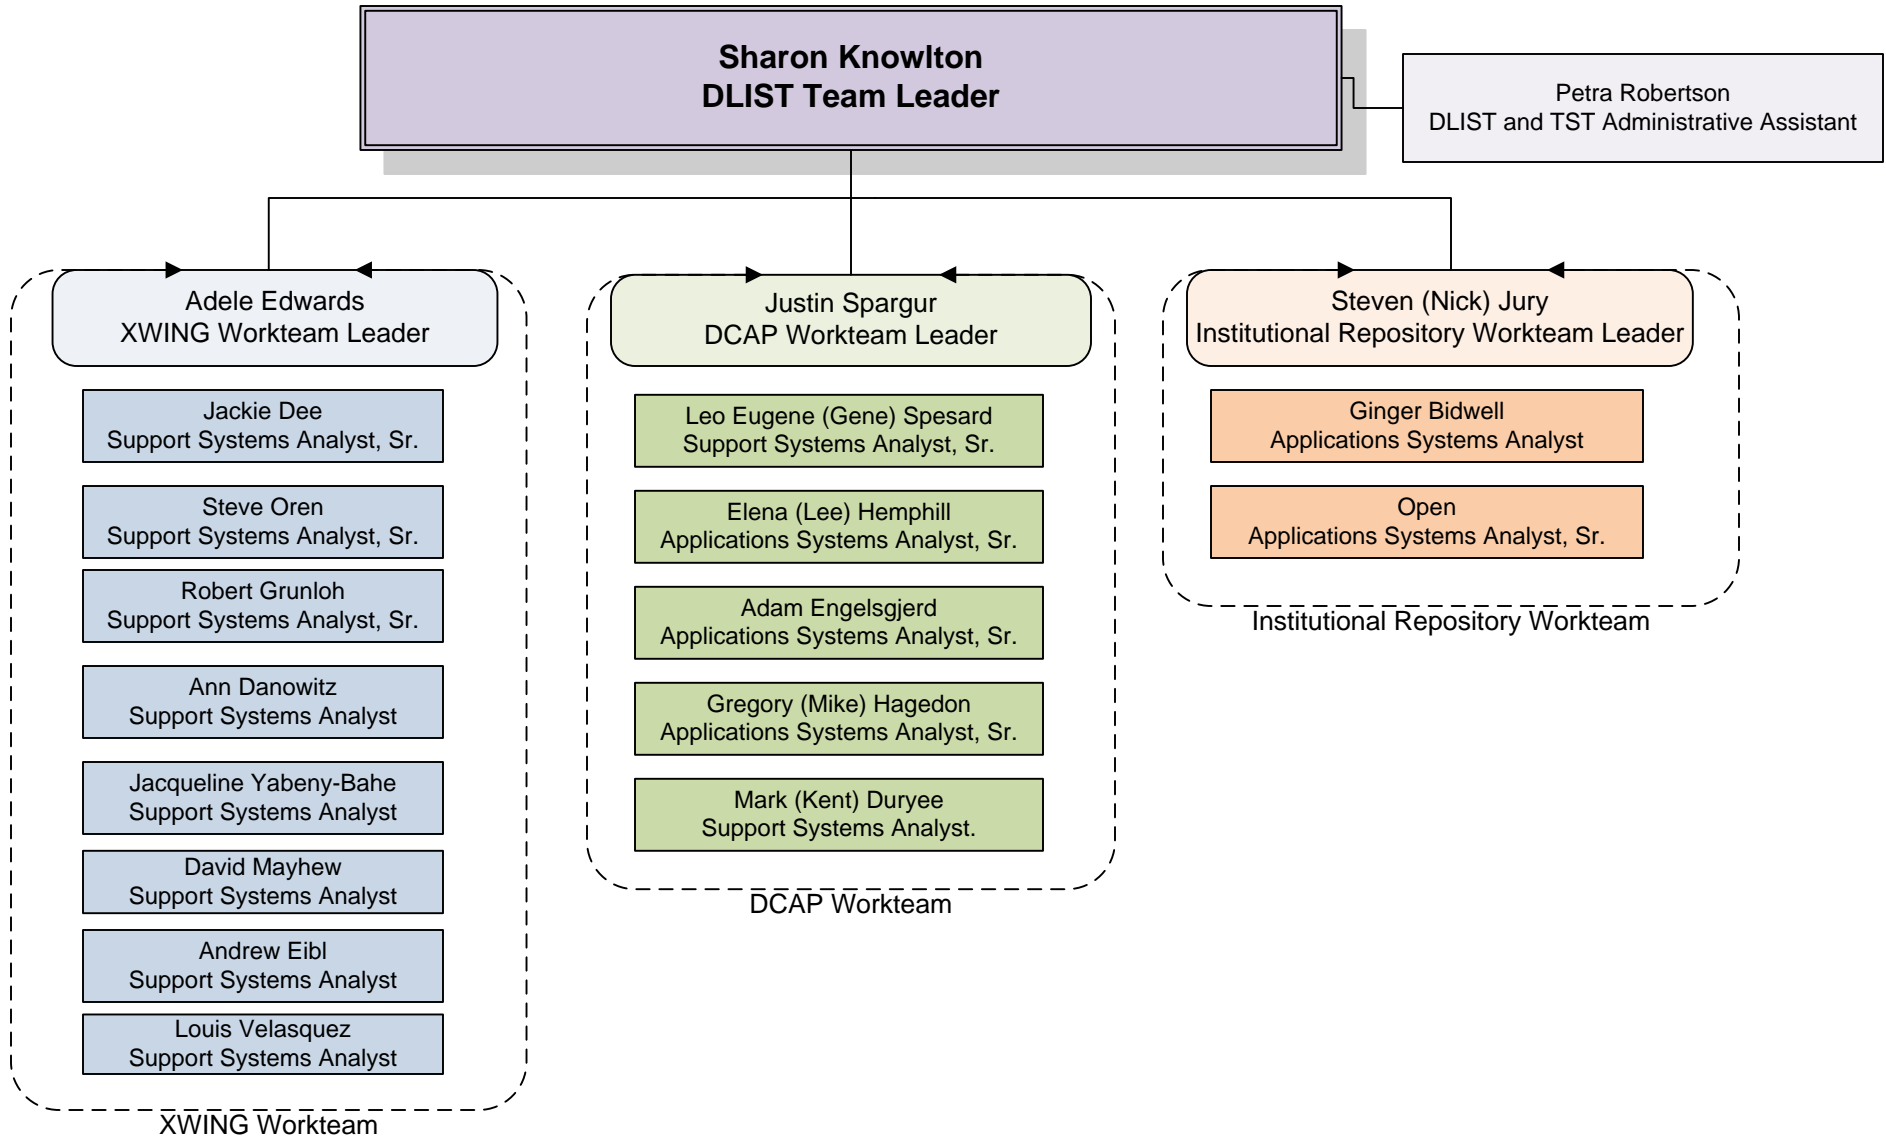 Sharon Knowlton
DLIST Team Leader
Petra Robertson
DLIST and TST Administrative Assistant
Adele Edwards
XWING Workteam Leader
Jackie Dee
Support Systems Analyst, Sr.
Steve Oren
Support Systems Analyst, Sr.
Robert Grunloh
Support Systems Analyst, Sr.
Ann Danowitz
Support Systems Analyst
Jacqueline Yabeny-Bahe
Support Systems Analyst
David Mayhew
Support Systems Analyst
Andrew Eibl
Support Systems Analyst
Louis Velasquez
Support Systems Analyst
XWING Workteam
Justin Spargur
DCAP Workteam Leader
Leo Eugene (Gene) Spesard
Support Systems Analyst, Sr.
Elena (Lee) Hemphill
Applications Systems Analyst, Sr.
Adam Engelsgjerd
Applications Systems Analyst, Sr.
Gregory (Mike) Hagedon
Applications Systems Analyst, Sr.
Mark (Kent) Duryee
Support Systems Analyst.
DCAP Workteam
Steven (Nick) Jury
Institutional Repository Workteam Leader
Ginger Bidwell
Applications Systems Analyst
Open
Applications Systems Analyst, Sr.
Institutional Repository Workteam